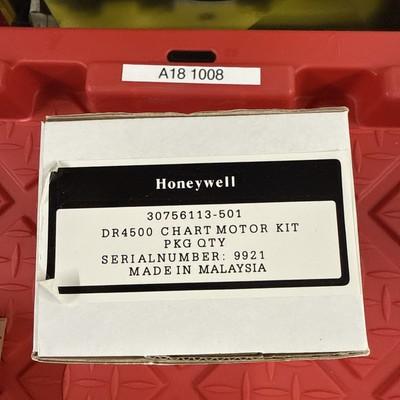 A18 1008
Honeywell
30756113-501
DR4500 CHART MOTOR KIT
PKG QTY
SERIALNUMBER: 9921
MADE IN MALAYSIA